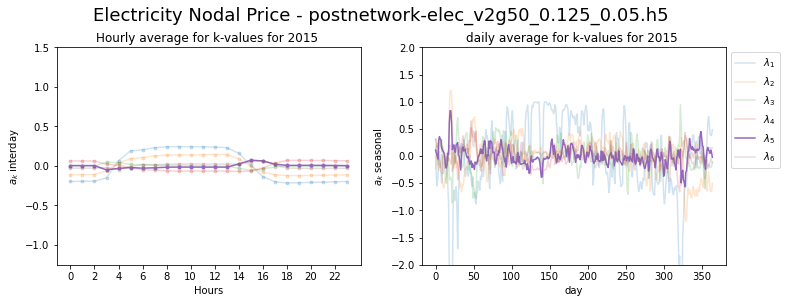 Electricity Nodal Price - postnetwork-elec_v2g50_0.125_0.05.h5
Hourly average for k-values for 2015
1.5
1.0
0.5
0.0
−0.5
−1.0
a_k interday
0 2 4 6 8 10 12 14 16 18 20 22
Hours
daily average for k-values for 2015
2.0
1.5
1.0
0.5
0.0
−0.5
−1.0
−1.5
−2.0
a_k seasonal
0 50 100 150 200 250 300 350
day
λ₁
λ₂
λ₃
λ₄
λ₅
λ₆